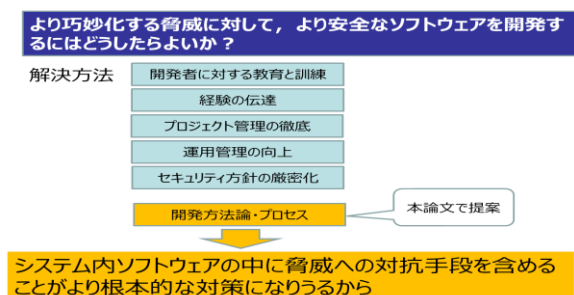 より巧妙化する脅威に対して，より安全なソフトウェアを開発す
るにはどうしたらよいか？
解決方法
開発者に対する教育と訓練
経験の伝達
プロジェクト管理の徹底
運用管理の向上
セキュリティ方針の厳密化
開発方法論・プロセス
本論文で提案
システム内ソフトウェアの中に脅威への対抗手段を含める
ことがより根本的な対策になりうるから